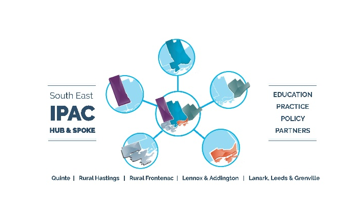 South East
IPAC
HUB & SPOKE
EDUCATION
PRACTICE
POLICY
PARTNERS
Quinte | Rural Hastings | Rural Frontenac | Lennox & Addington | Lanark, Leeds & Grenville